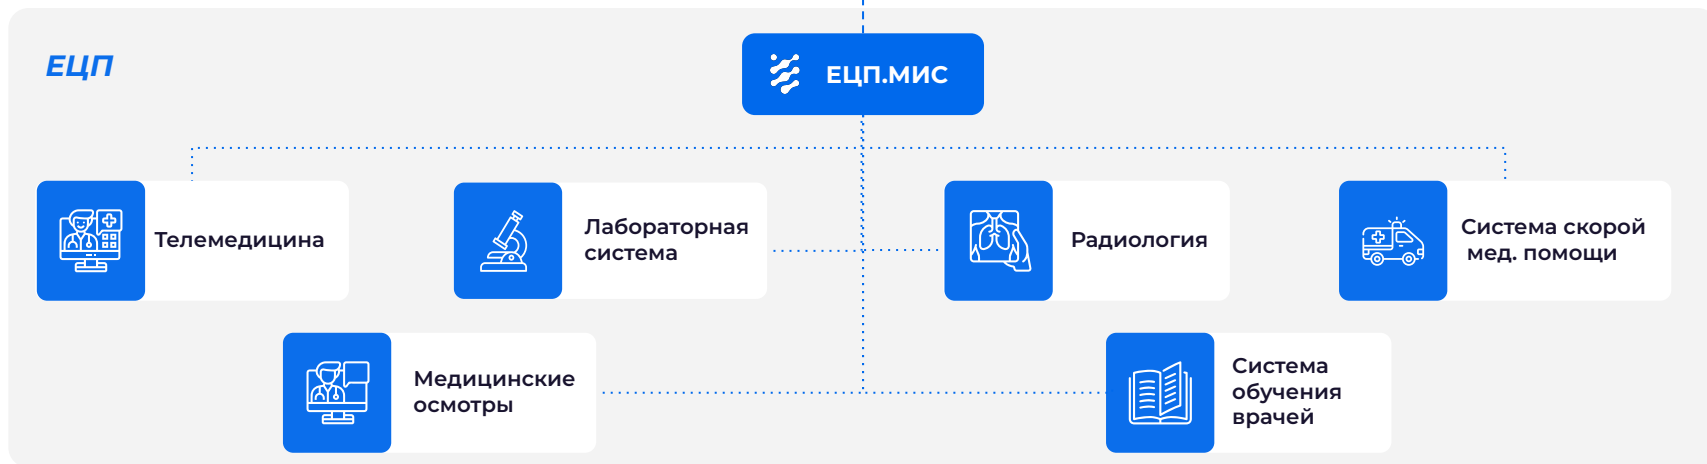 ЕЦП
ЕЦП.МИС
Телемедицина
Лабораторная
система
Радиология
Система скорой
мед. помощи
Медицинские
осмотры
Система
обучения
врачей